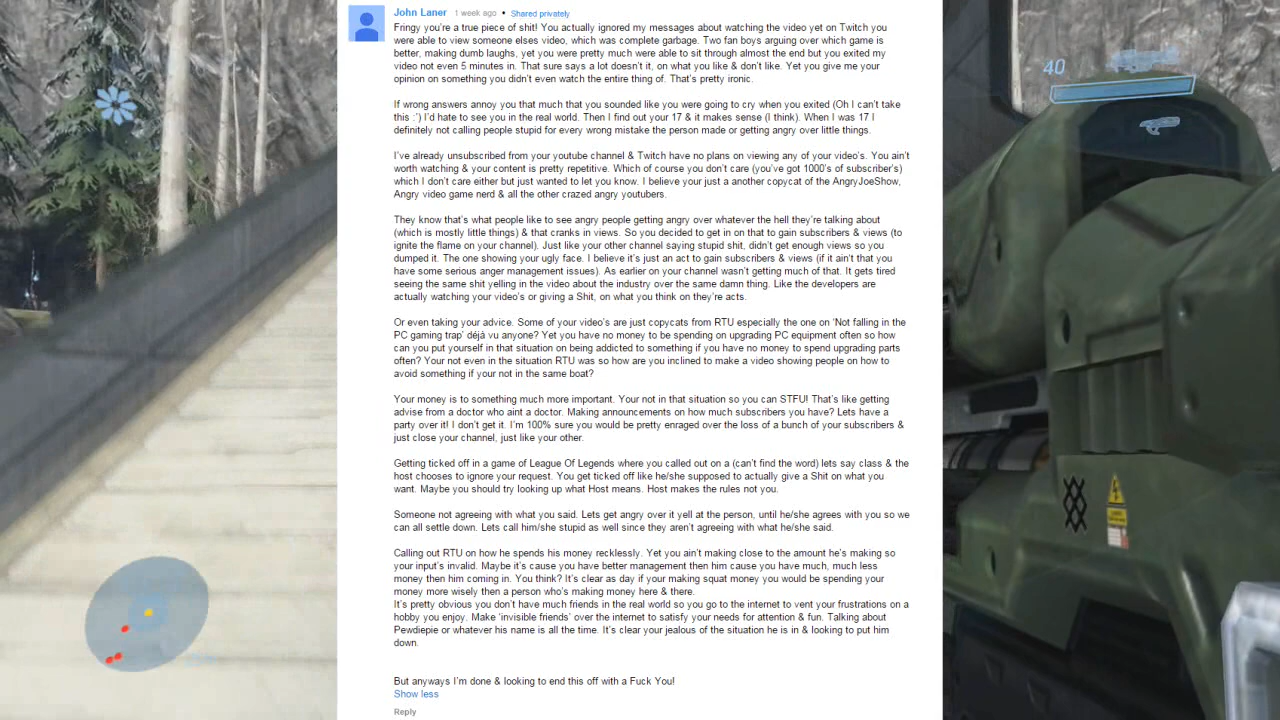 John Laner 1 week ago • Shared privately
Fringy you're a true piece of shit! You actually ignored my messages about watching the video yet on Twitch you
were able to view someone elses video, which was complete garbage. Two fan boys arguing over which game is
better, making dumb laughs, yet you were pretty much were able to sit through almost the end but you exited my
video not even 5 minutes in. That sure says a lot doesn't it, on what you like & don't like. Yet you give me your
opinion on something you didn't even watch the entire thing of. That's pretty ironic.
If wrong answers annoy you that much that you sounded like you were going to cry when you exited (Oh I can't take
this :') I'd hate to see you in the real world. Then I find out your 17 & it makes sense (I think). When I was 17 I
definitely not calling people stupid for every wrong mistake the person made or getting angry over little things.
I've already unsubscribed from your youtube channel & Twitch have no plans on viewing any of your video's. You ain't
worth watching & your content is pretty repetitive. Which of course you don't care (you've got 1000's of subscriber's)
which I don't care either but just wanted to let you know. I believe your just a another copycat of the AngryJoeShow,
Angry video game nerd & all the other crazed angry youtubers.
They know that's what people like to see angry people getting angry over whatever the hell they're talking about
(which is mostly little things) & that cranks in views. So you decided to get in on that to gain subscribers & views (to
ignite the flame on your channel). Just like your other channel saying stupid shit, didn't get enough views so you
dumped it. The one showing your ugly face. I believe it's just an act to gain subscribers & views (if it ain't that you
have some serious anger management issues). As earlier on your channel wasn't getting much of that. It gets tired
seeing the same shit yelling in the video about the industry over the same damn thing. Like the developers are
actually watching your video's or giving a Shit, on what you think on they're acts.
Or even taking your advice. Some of your video's are just copycats from RTU especially the one on 'Not falling in the
PC gaming trap' déjà vu anyone? Yet you have no money to be spending on upgrading PC equipment often so how
can you put yourself in that situation on being addicted to something if you have no money to spend upgrading parts
often? Your not even in the situation RTU was so how are you inclined to make a video showing people on how to
avoid something if your not in the same boat?
Your money is to something much more important. Your not in that situation so you can STFU! That's like getting
advise from a doctor who aint a doctor. Making announcements on how much subscribers you have? Lets have a
party over it! I don't get it. I'm 100% sure you would be pretty enraged over the loss of a bunch of your subscribers &
just close your channel, just like your other.
Getting ticked off in a game of League Of Legends where you called out on a (can't find the word) lets say class & the
host chooses to ignore your request. You get ticked off like he/she supposed to actually give a Shit on what you
want. Maybe you should try looking up what Host means. Host makes the rules not you.
Someone not agreeing with what you said. Lets get angry over it yell at the person, until he/she agrees with you so we
can all settle down. Lets call him/she stupid as well since they aren't agreeing with what he/she said.
Calling out RTU on how he spends his money recklessly. Yet you ain't making close to the amount he's making so
your input's invalid. Maybe it's cause you have better management then him cause you have much, much less
money then him coming in. You think? It's clear as day if your making squat money you would be spending your
money more wisely then a person who's making money here & there.
It's pretty obvious you don't have much friends in the real world so you go to the internet to vent your frustrations on a
hobby you enjoy. Make 'invisible friends' over the internet to satisfy your needs for attention & fun. Talking about
Pewdiepie or whatever his name is all the time. It's clear your jealous of the situation he is in & looking to put him
down.
But anyways I'm done & looking to end this off with a Fuck You!
Show less
Reply
40